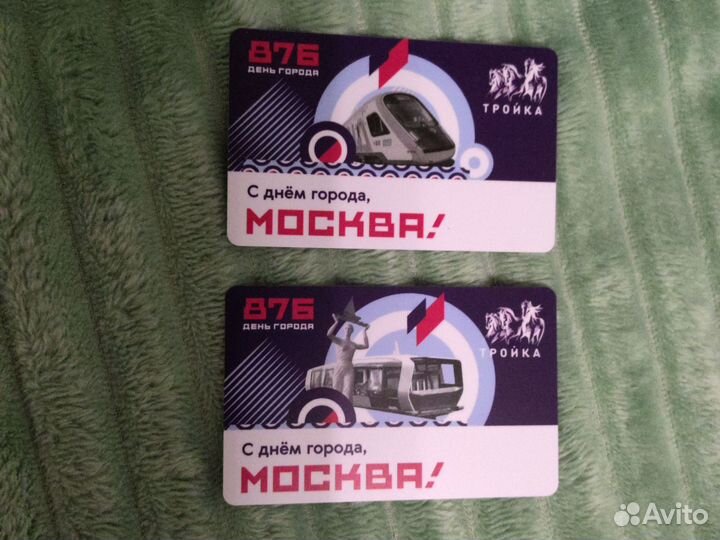 876
ДЕНЬ ГОРОДА
ТРОЙКА
С днём города,
МОСКВА!
876
ДЕНЬ ГОРОДА
ТРОЙКА
С днём города,
МОСКВА!
Avito